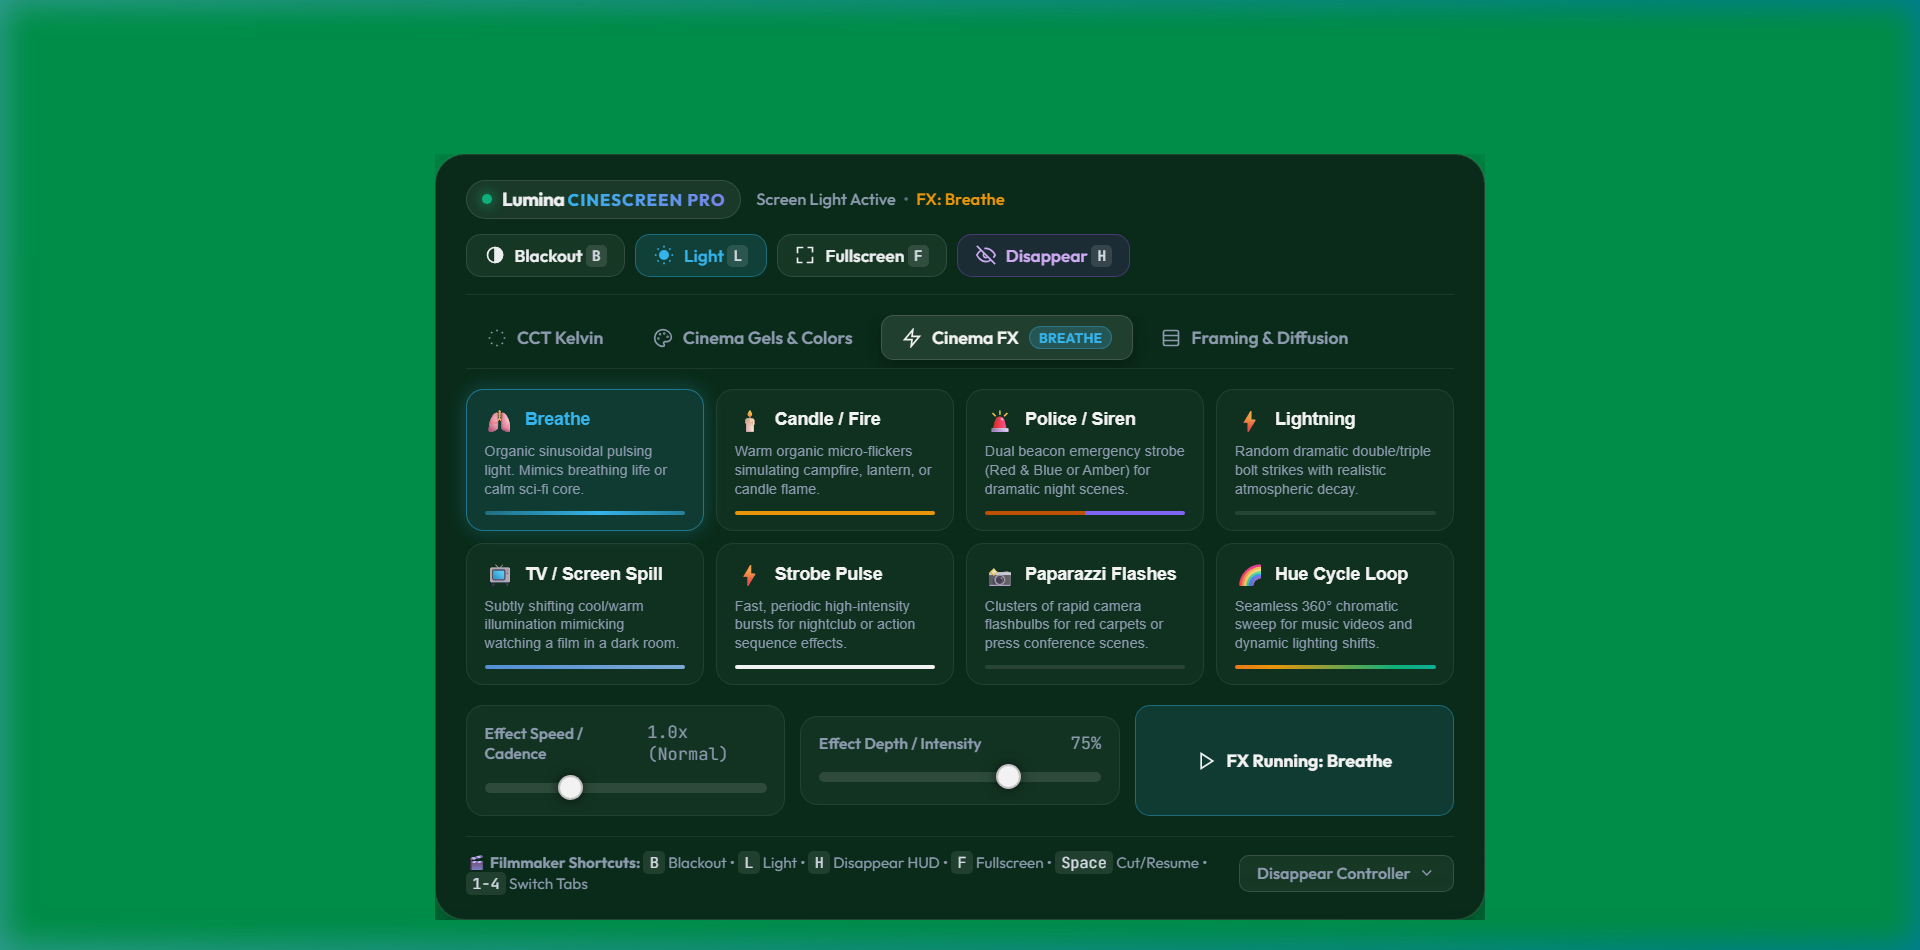 Lumina CINESCREEN PRO Screen Light Active • FX: Breathe
Blackout B Light L Fullscreen F Disappear H
CCT Kelvin Cinema Gels & Colors Cinema FX BREATHE Framing & Diffusion
Breathe
Organic sinusoidal pulsing
light. Mimics breathing life or
calm sci-fi core.
Candle / Fire
Warm organic micro-flickers
simulating campfire, lantern, or
candle flame.
Police / Siren
Dual beacon emergency strobe
(Red & Blue or Amber) for
dramatic night scenes.
Lightning
Random dramatic double/triple
bolt strikes with realistic
atmospheric decay.
TV / Screen Spill
Subtly shifting cool/warm
illumination mimicking
watching a film in a dark room.
Strobe Pulse
Fast, periodic high-intensity
bursts for nightclub or action
sequence effects.
Paparazzi Flashes
Clusters of rapid camera
flashbulbs for red carpets or
press conference scenes.
Hue Cycle Loop
Seamless 360° chromatic
sweep for music videos and
dynamic lighting shifts.
Effect Speed /
Cadence
1.0x
(Normal)
Effect Depth / Intensity 75%
FX Running: Breathe
Filmmaker Shortcuts: B Blackout • L Light • H Disappear HUD • F Fullscreen • Space Cut/Resume •
1-4 Switch Tabs
Disappear Controller